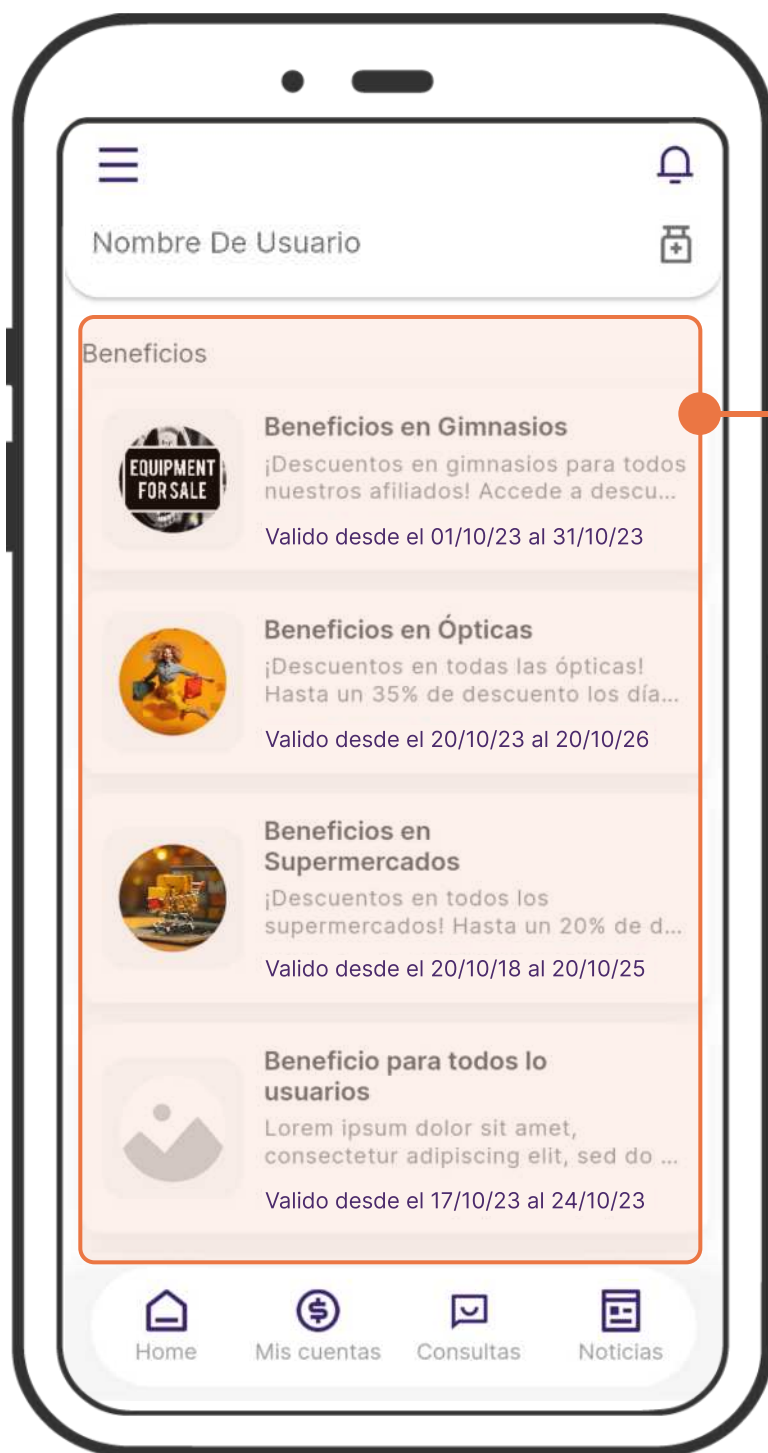 Nombre De Usuario
Beneficios
EQUIPMENT
FOR SALE
Beneficios en Gimnasios
¡Descuentos en gimnasios para todos
nuestros afiliados! Accede a descu...
Valido desde el 01/10/23 al 31/10/23
Beneficios en Ópticas
¡Descuentos en todas las ópticas!
Hasta un 35% de descuento los día...
Valido desde el 20/10/23 al 20/10/26
Beneficios en
Supermercados
¡Descuentos en todos los
supermercados! Hasta un 20% de d...
Valido desde el 20/10/18 al 20/10/25
Beneficio para todos lo
usuarios
Lorem ipsum dolor sit amet,
consectetur adipiscing elit, sed do ...
Valido desde el 17/10/23 al 24/10/23
Home Mis cuentas Consultas Noticias